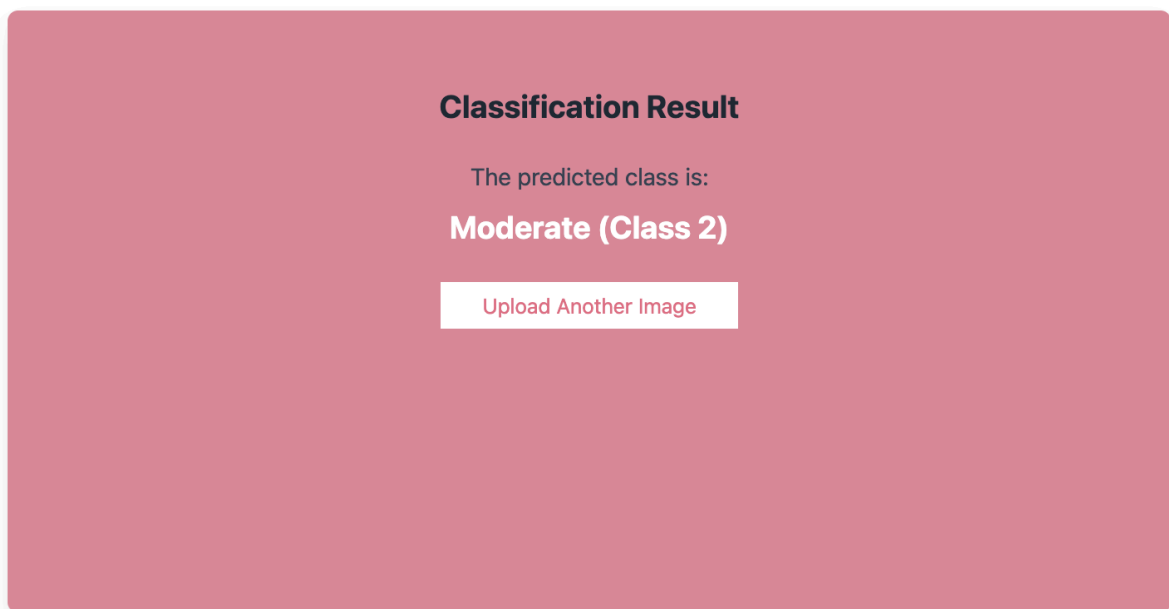 Classification Result
The predicted class is:
Moderate (Class 2)
Upload Another Image